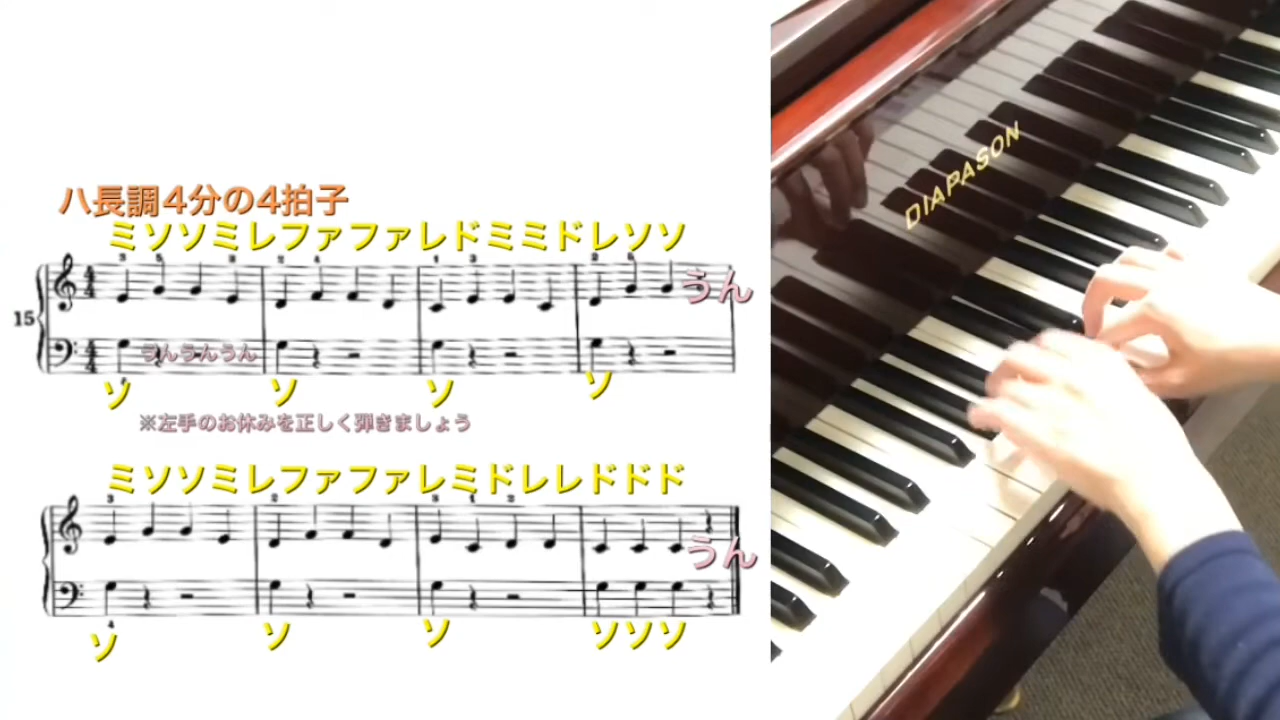 ハ長調4分の4拍子
ミソソミレファファレドミミドレソソ
うん
15
うんうんうん
ソ ソ ソ ソ
※左手のお休みを正しく弾きましょう
ミソソミレファファレミドレレドドド
うん
ソ ソ ソ ソソソ
DIAPASON